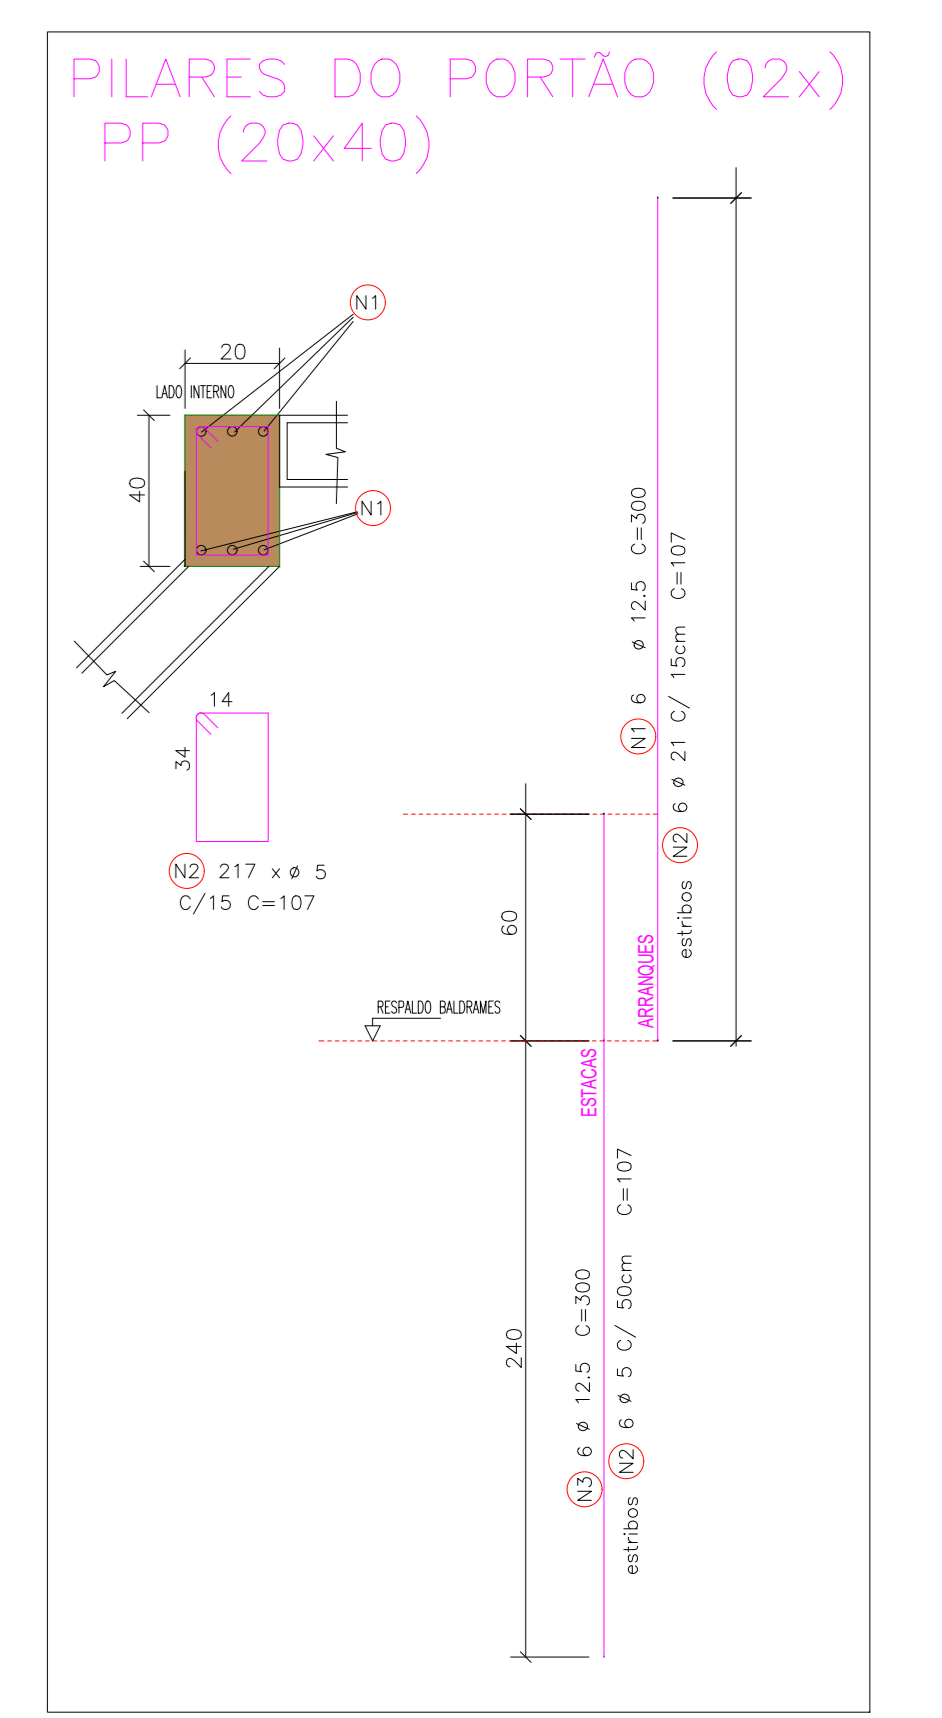 PILARES DO PORTÃO (02x)
PP (20x40)
N1
20
LADO INTERNO
40
N1
14
34
N2 217 x ø 5
C/15 C=107
N1 6 ø 12.5 C=300
N2 6 ø 21 C/ 15cm C=107
estribos
60
ARRANQUES
RESPALDO BALDRAMES
ESTACAS
240
N3 6 ø 12.5 C=300
N2 6 ø 5 C/ 50cm C=107
estribos